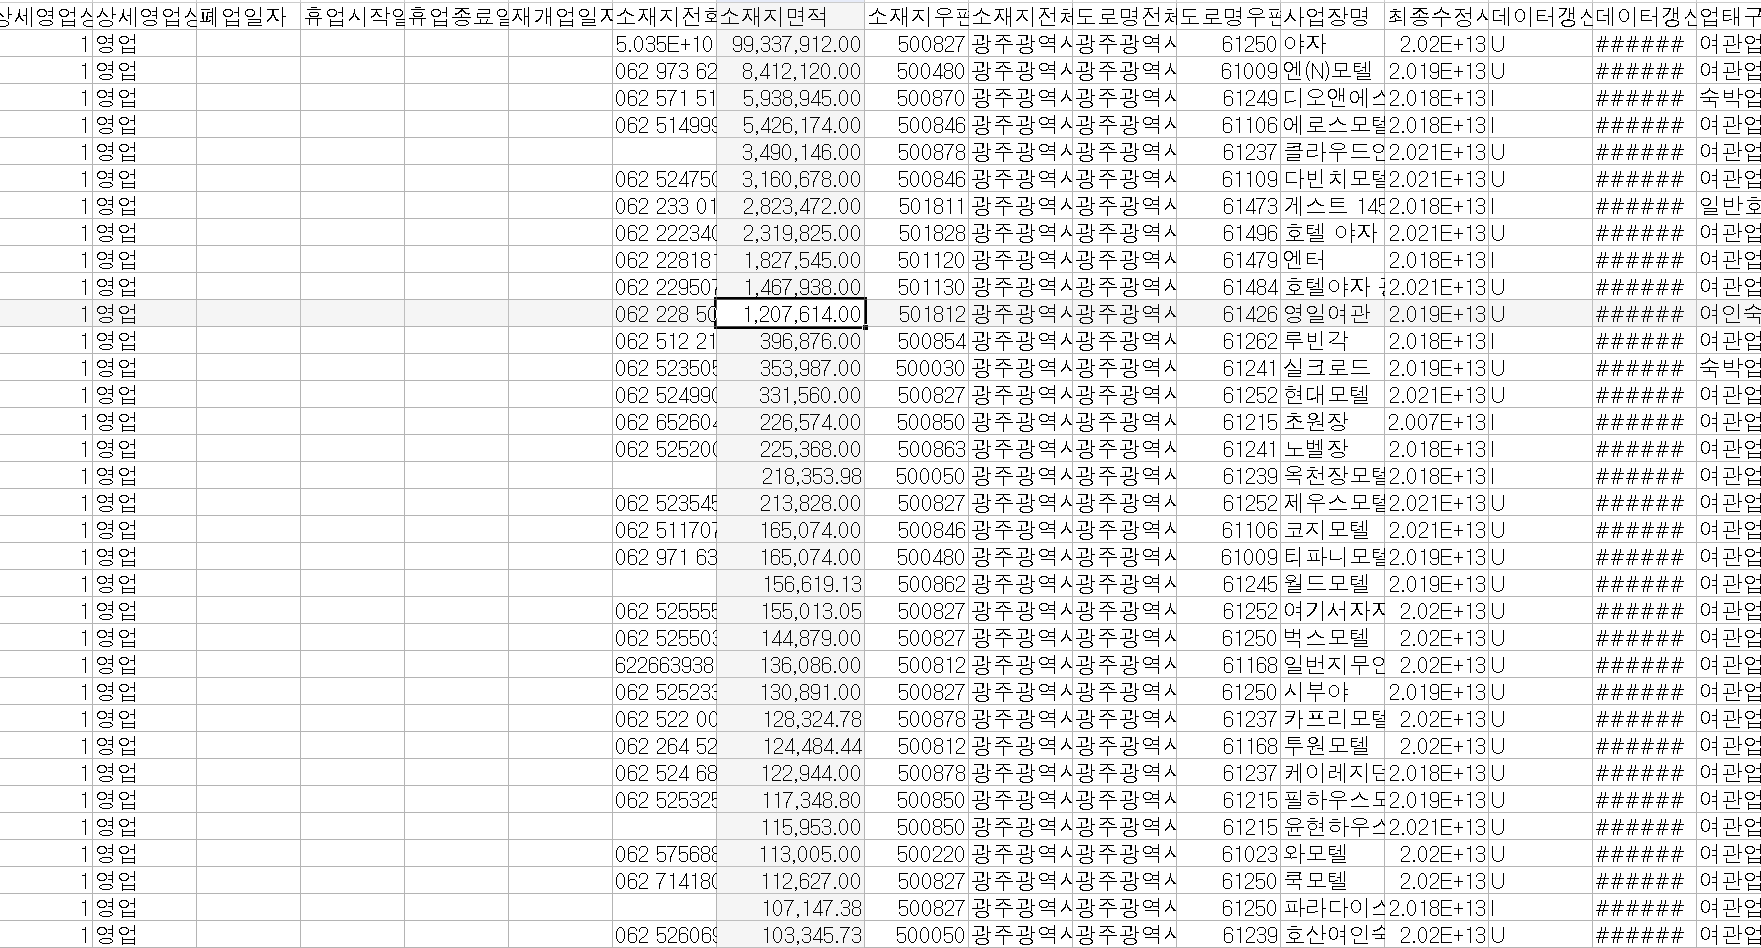 상세영업상 상세영업상 폐업일자 휴업시작일 휴업종료일 재개업일자 소재지전화 소재지면적 소재지우편 소재지전체 도로명전체 도로명우편 사업장명 최종수정시 데이터갱신 데이터갱신 업태구
1 영업 5.035E+10 99,337,912.00 500827 광주광역시 광주광역시 61250 야자 2.02E+13 U ###### 여관업
1 영업 062 973 62 8,412,120.00 500480 광주광역시 광주광역시 61009 엔(N)모텔 2.019E+13 U ###### 여관업
1 영업 062 571 51 5,938,945.00 500870 광주광역시 광주광역시 61249 디오앤에스 2.018E+13 I ###### 숙박업
1 영업 062 514999 5,426,174.00 500846 광주광역시 광주광역시 61106 에로스모텔 2.018E+13 I ###### 여관업
1 영업 3,490,146.00 500878 광주광역시 광주광역시 61237 클라우드인 2.021E+13 U ###### 여관업
1 영업 062 524750 3,160,678.00 500846 광주광역시 광주광역시 61109 다빈치모텔 2.021E+13 U ###### 여관업
1 영업 062 233 01 2,823,472.00 501811 광주광역시 광주광역시 61473 게스트 145 2.018E+13 I ###### 일반호
1 영업 062 222340 2,319,825.00 501828 광주광역시 광주광역시 61496 호텔 야자 2.021E+13 U ###### 여관업
1 영업 062 228181 1,827,545.00 501120 광주광역시 광주광역시 61479 엔터 2.018E+13 I ###### 여관업
1 영업 062 229507 1,467,938.00 501130 광주광역시 광주광역시 61484 호텔야자 2.021E+13 U ###### 여관업
1 영업 062 228 50 1,207,614.00 501812 광주광역시 광주광역시 61426 영일여관 2.019E+13 U ###### 여인숙
1 영업 062 512 21 396,876.00 500854 광주광역시 광주광역시 61262 루빈각 2.018E+13 I ###### 여관업
1 영업 062 523505 353,987.00 500030 광주광역시 광주광역시 61241 실크로드 2.019E+13 U ###### 숙박업
1 영업 062 524990 331,560.00 500827 광주광역시 광주광역시 61252 현대모텔 2.021E+13 U ###### 여관업
1 영업 062 652604 226,574.00 500850 광주광역시 광주광역시 61215 초원장 2.007E+13 I ###### 여관업
1 영업 062 525200 225,368.00 500863 광주광역시 광주광역시 61241 노벨장 2.018E+13 I ###### 여관업
1 영업 218,353.98 500050 광주광역시 광주광역시 61239 옥천장모텔 2.018E+13 I ###### 여관업
1 영업 062 523545 213,828.00 500827 광주광역시 광주광역시 61252 제우스모텔 2.021E+13 U ###### 여관업
1 영업 062 511707 165,074.00 500846 광주광역시 광주광역시 61106 코지모텔 2.021E+13 U ###### 여관업
1 영업 062 971 63 165,074.00 500480 광주광역시 광주광역시 61009 티파니모텔 2.019E+13 U ###### 여관업
1 영업 156,619.13 500862 광주광역시 광주광역시 61245 월드모텔 2.019E+13 U ###### 여관업
1 영업 062 525555 155,013.05 500827 광주광역시 광주광역시 61252 여기서자자 2.02E+13 U ###### 여관업
1 영업 062 525503 144,879.00 500827 광주광역시 광주광역시 61250 벅스모텔 2.02E+13 U ###### 여관업
1 영업 622663938 136,086.00 500812 광주광역시 광주광역시 61168 일번지무인 2.02E+13 U ###### 여관업
1 영업 062 525233 130,891.00 500827 광주광역시 광주광역시 61250 시부야 2.019E+13 U ###### 여관업
1 영업 062 522 00 128,324.78 500878 광주광역시 광주광역시 61237 카프리모텔 2.02E+13 U ###### 여관업
1 영업 062 264 52 124,484.44 500812 광주광역시 광주광역시 61168 투원모텔 2.02E+13 U ###### 여관업
1 영업 062 524 68 122,944.00 500878 광주광역시 광주광역시 61237 케이레지던 2.018E+13 U ###### 여관업
1 영업 062 525325 117,348.80 500850 광주광역시 광주광역시 61215 필하우스모 2.019E+13 U ###### 여관업
1 영업 115,953.00 500850 광주광역시 광주광역시 61215 윤현하우스 2.021E+13 U ###### 여관업
1 영업 062 575688 113,005.00 500220 광주광역시 광주광역시 61023 와모텔 2.02E+13 U ###### 여관업
1 영업 062 714180 112,627.00 500827 광주광역시 광주광역시 61250 쿡모텔 2.02E+13 U ###### 여관업
1 영업 107,147.38 500827 광주광역시 광주광역시 61250 파라다이스 2.018E+13 I ###### 여관업
1 영업 062 526069 103,345.73 500050 광주광역시 광주광역시 61239 호산여인숙 2.021E+13 U ###### 여관업